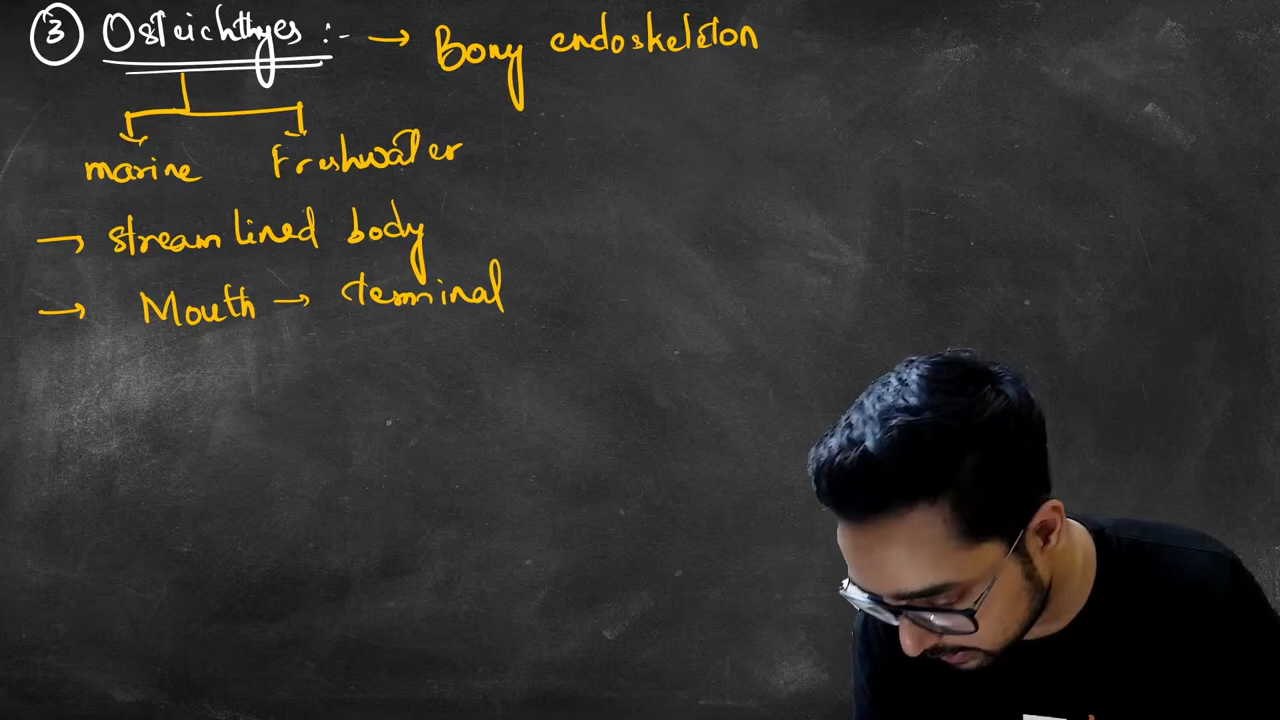 ③ Osteichthyes :- → Bony endoskeleton
marine Freshwater
→ streamlined body
→ Mouth → terminal